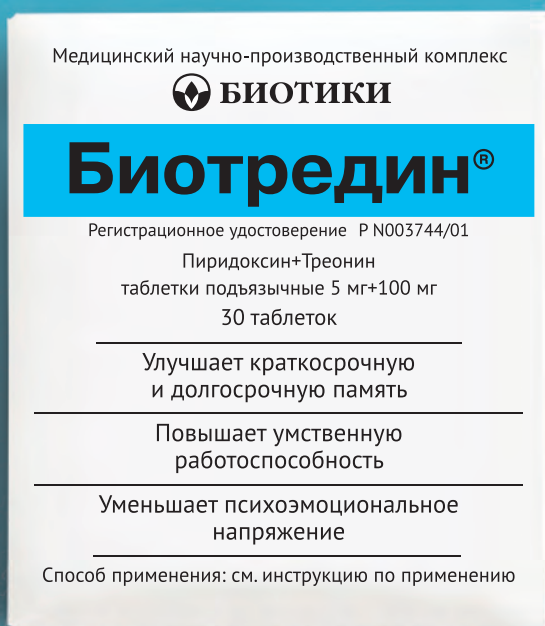 Медицинский научно-производственный комплекс
БИОТИКИ
Биотредин®
Регистрационное удостоверение Р N003744/01
Пиридоксин+Треонин
таблетки подъязычные 5 мг+100 мг
30 таблеток
Улучшает краткосрочную
и долгосрочную память
Повышает умственную
работоспособность
Уменьшает психоэмоциональное
напряжение
Способ применения: см. инструкцию по применению